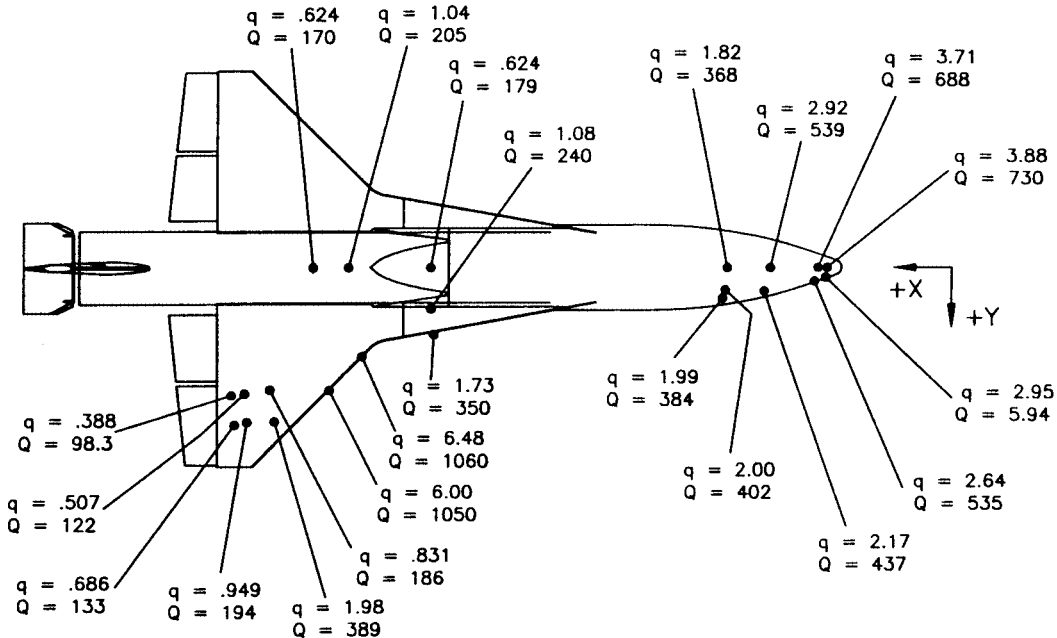 q = .624
Q = 170
q = 1.04
Q = 205
q = .624
Q = 179
q = 1.08
Q = 240
q = 1.82
Q = 368
q = 2.92
Q = 539
q = 3.71
Q = 688
q = 3.88
Q = 730
+X
+Y
q = 1.73
Q = 350
q = 1.99
Q = 384
q = 2.95
Q = 5.94
q = .388
Q = 98.3
q = 6.48
Q = 1060
q = 2.00
Q = 402
q = 2.64
Q = 535
q = .507
Q = 122
q = 6.00
Q = 1050
q = 2.17
Q = 437
q = .831
Q = 186
q = .686
Q = 133
q = .949
Q = 194
q = 1.98
Q = 389